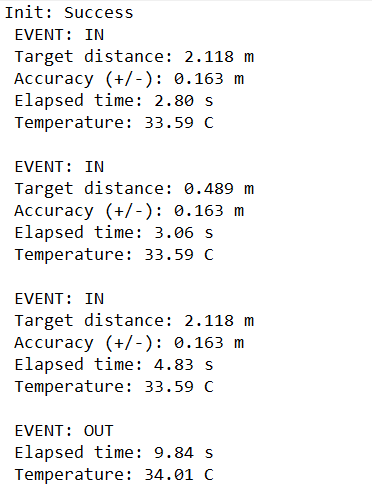 Init: Success
EVENT: IN
Target distance: 2.118 m
Accuracy (+/-): 0.163 m
Elapsed time: 2.80 s
Temperature: 33.59 C
EVENT: IN
Target distance: 0.489 m
Accuracy (+/-): 0.163 m
Elapsed time: 3.06 s
Temperature: 33.59 C
EVENT: IN
Target distance: 2.118 m
Accuracy (+/-): 0.163 m
Elapsed time: 4.83 s
Temperature: 33.59 C
EVENT: OUT
Elapsed time: 9.84 s
Temperature: 34.01 C